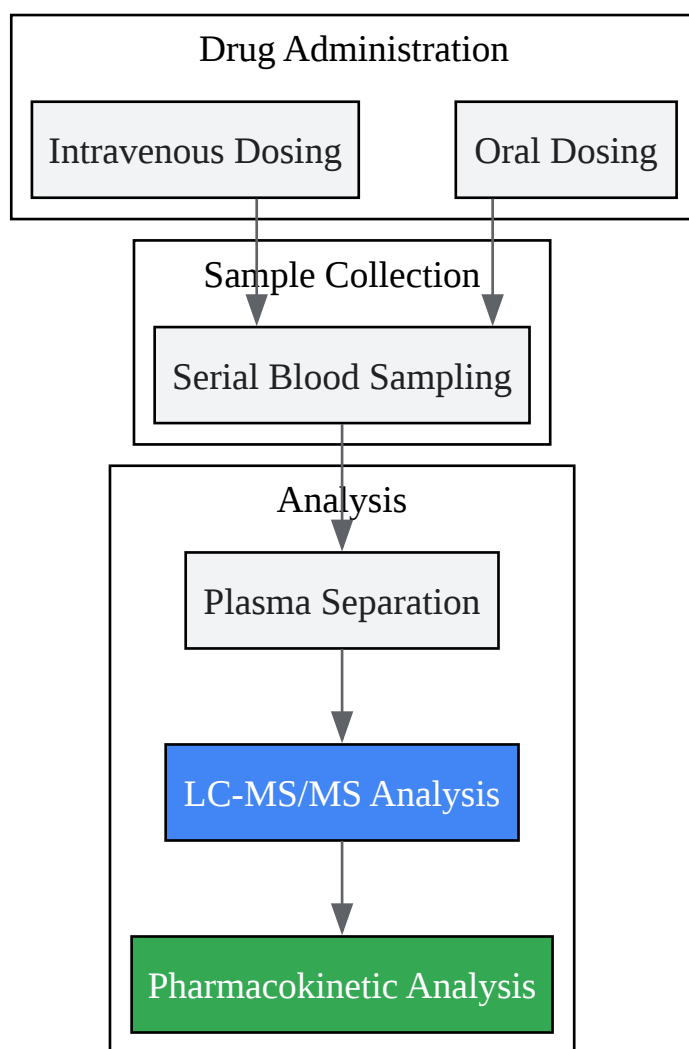 Drug Administration
Intravenous Dosing
Oral Dosing
Sample Collection
Serial Blood Sampling
Analysis
Plasma Separation
LC-MS/MS Analysis
Pharmacokinetic Analysis